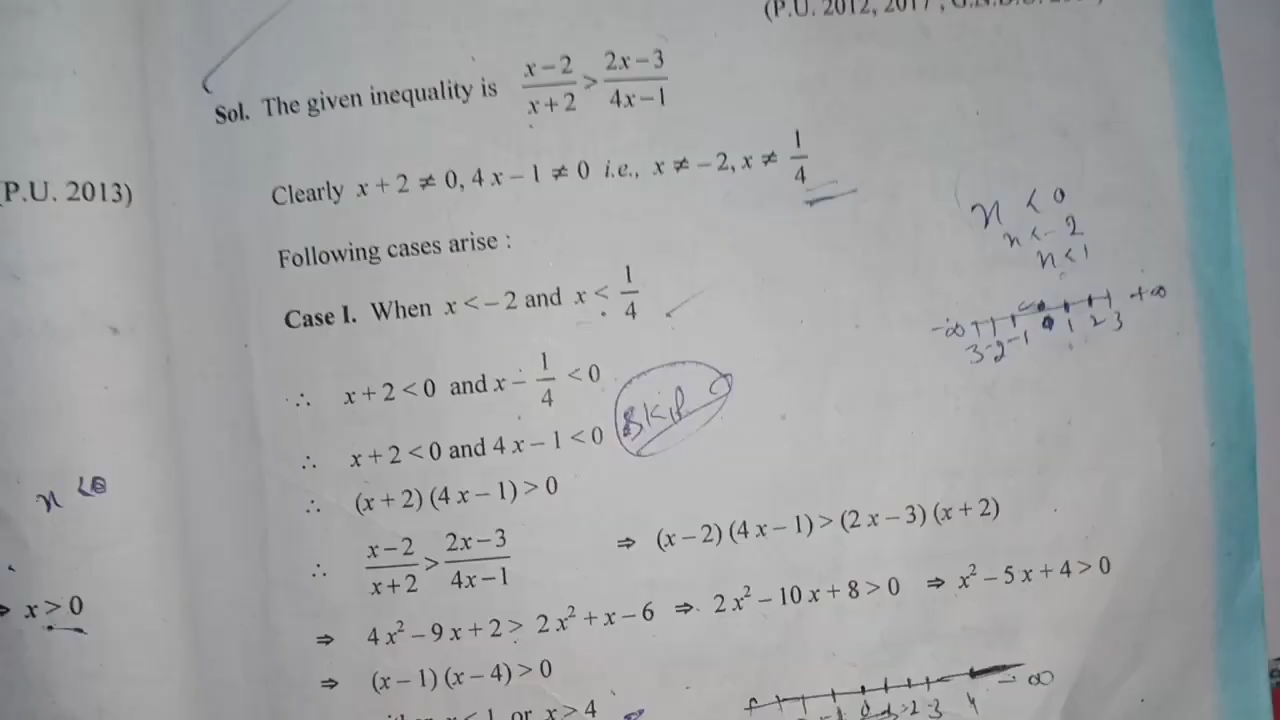 (P.U. 2012, 2017
Sol. The given inequality is (x−2)/(x+2) > (2x−3)/(4x−1)
Clearly x + 2 ≠ 0, 4x − 1 ≠ 0 i.e., x ≠ −2, x ≠ 1/4
(P.U. 2013)
Following cases arise :
Case I. When x < −2 and x < 1/4
∴ x + 2 < 0 and x − 1/4 < 0
∴ x + 2 < 0 and 4x − 1 < 0
∴ (x + 2) (4x − 1) > 0
∴ (x−2)/(x+2) > (2x−3)/(4x−1) ⇒ (x − 2) (4x − 1) > (2x − 3) (x + 2)
⇒ 4x² − 9x + 2 > 2x² + x − 6 ⇒ 2x² − 10x + 8 > 0 ⇒ x² − 5x + 4 > 0
⇒ (x − 1) (x − 4) > 0
x < 1 or x > 4
⇒ x > 0
n < 0
n < -2
n < 1
-∞ 3 -2 -1 1 2 3 +∞
Skip